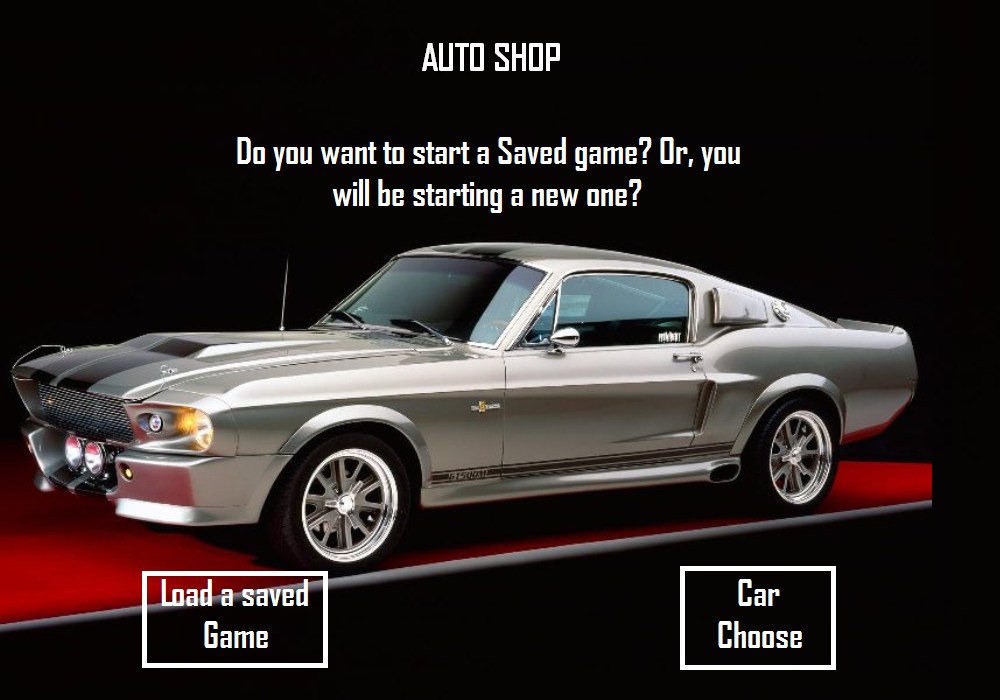 AUTO SHOP
Do you want to start a Saved game? Or, you
will be starting a new one?
GT500
Load a saved
Game
Car
Choose